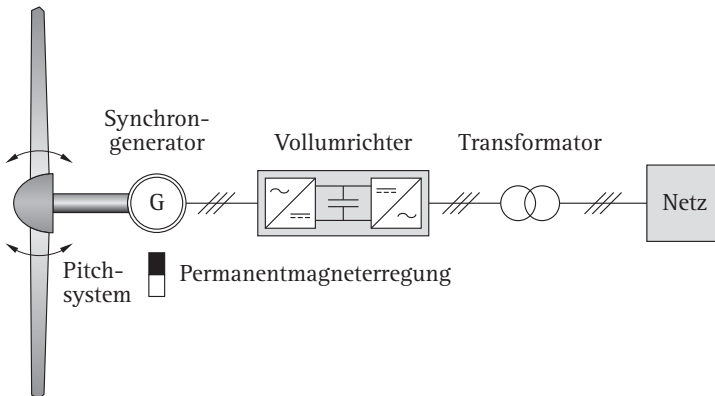 Synchron-
generator
Vollumrichter
Transformator
G
Netz
Pitch-
system
Permanentmagneterregung